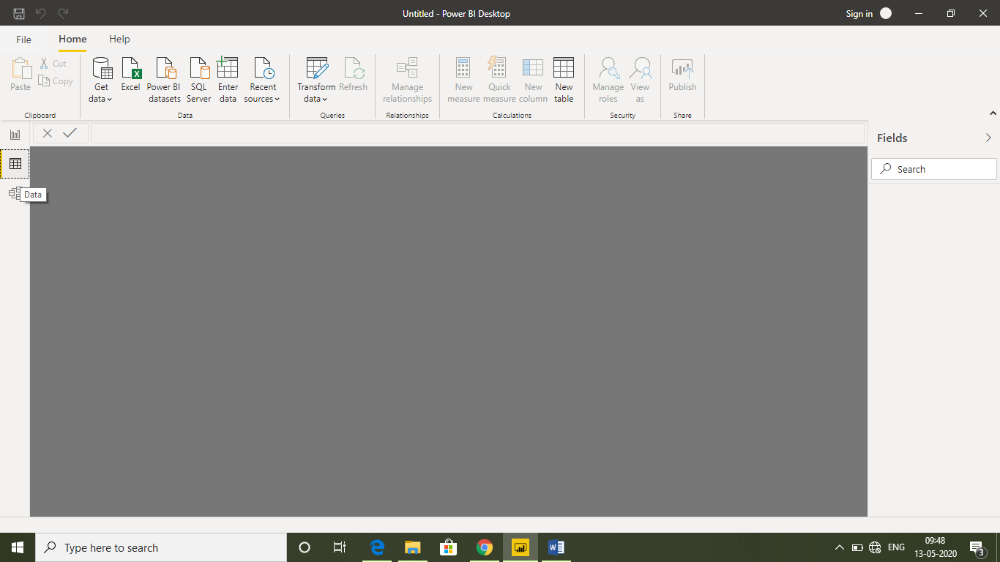 Untitled - Power BI Desktop
Sign in
File Home Help
Paste
Cut
Copy
Clipboard
Get data
Excel
Power BI datasets
SQL Server
Enter data
Recent sources
Data
Transform data
Refresh
Queries
Manage relationships
Relationships
New measure
Quick measure
New column
New table
Calculations
Manage roles
View as
Security
Publish
Share
Fields
Search
Data
Type here to search
ENG
09:48
13-05-2020
3